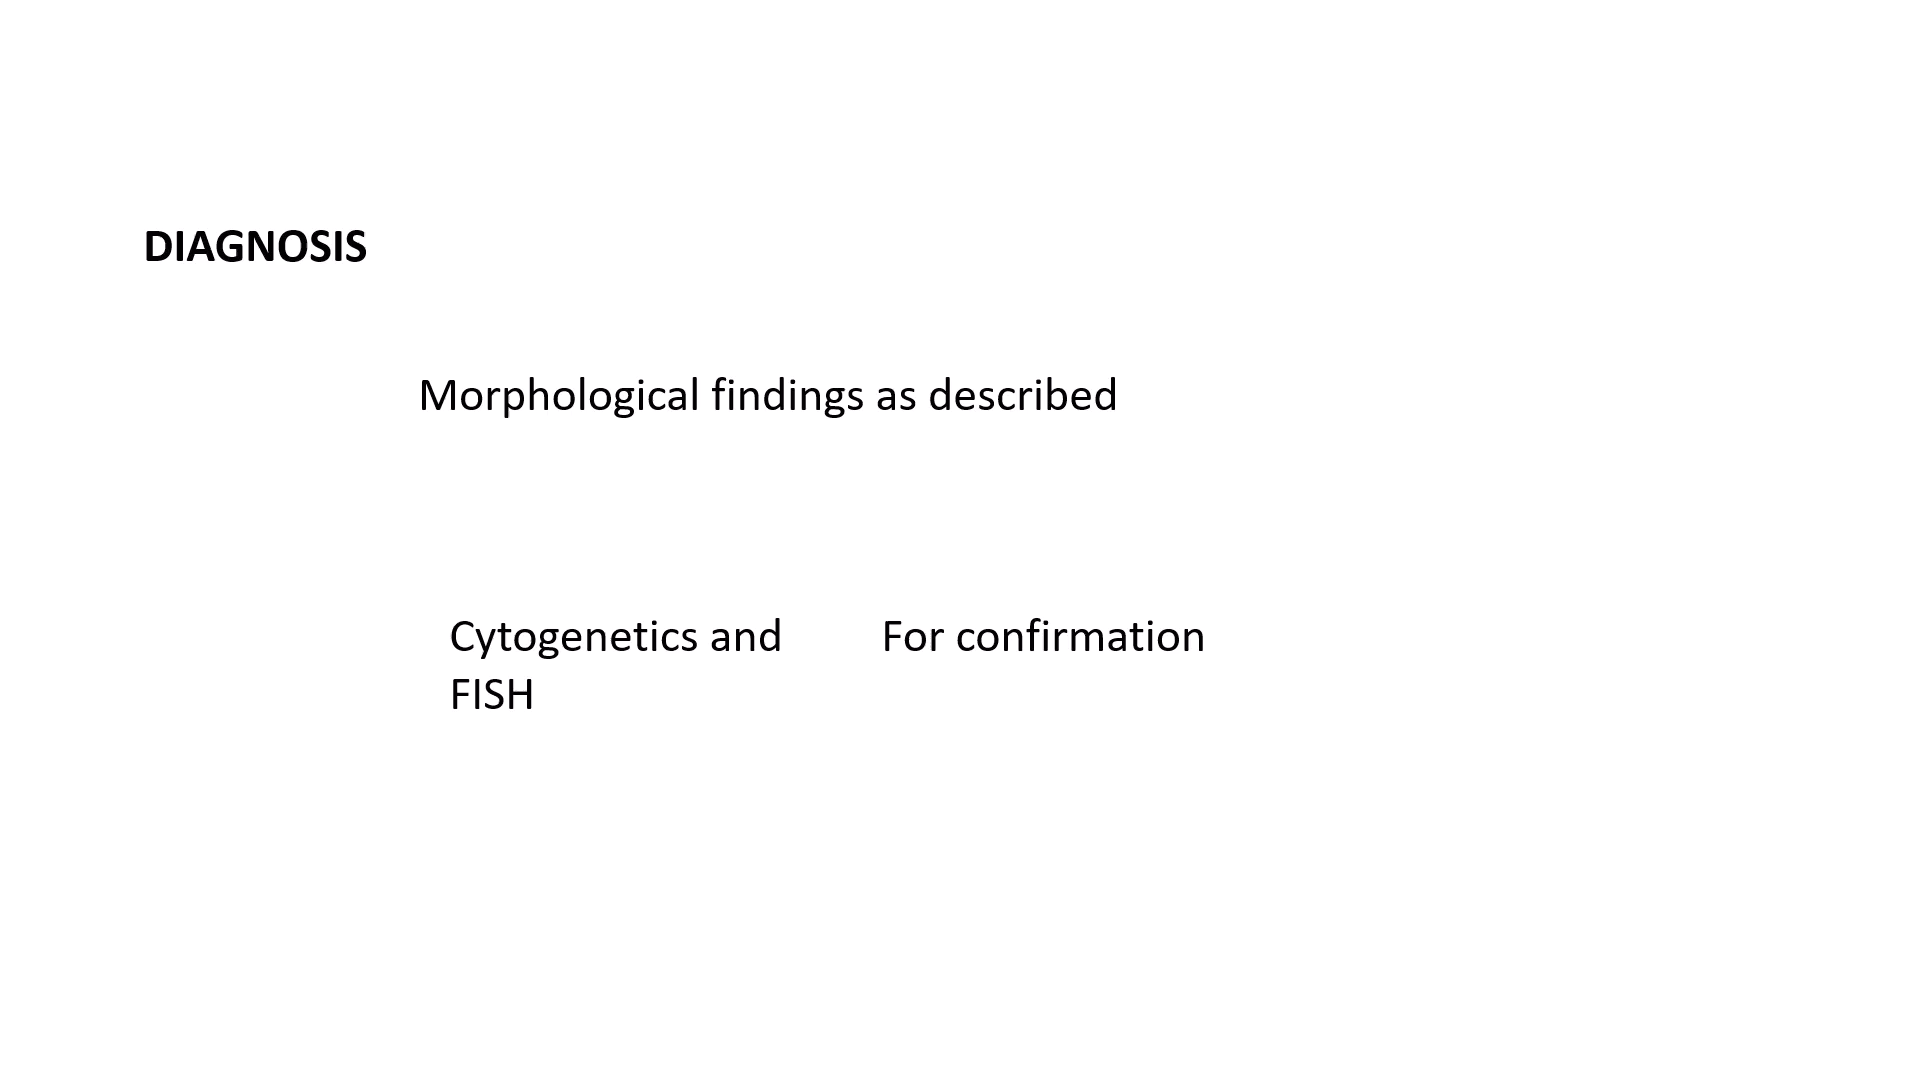 DIAGNOSIS
Morphological findings as described
Cytogenetics and
FISH
For confirmation